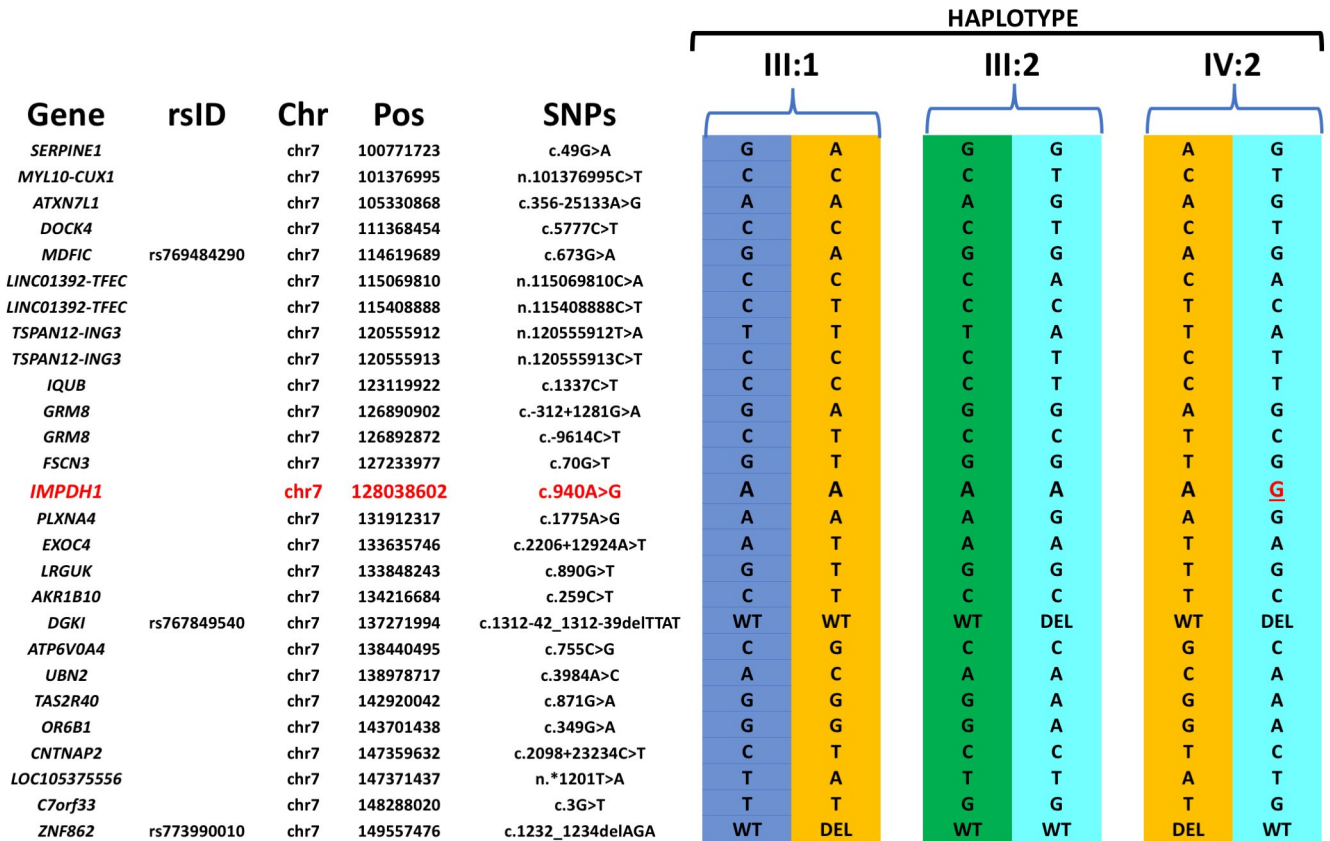 HAPLOTYPE
III:1 III:2 IV:2
Gene rsID Chr Pos SNPs
SERPINE1 chr7 100771723 c.49G>A G A G G A G
MYL10-CUX1 chr7 101376995 n.101376995C>T C C C T C T
ATXN7L1 chr7 105330868 c.356-25133A>G A A A G A G
DOCK4 chr7 111368454 c.5777C>T C C C T C T
MDFIC rs769484290 chr7 114619689 c.673G>A G A G G A G
LINC01392-TFEC chr7 115069810 n.115069810C>A C C C A C A
LINC01392-TFEC chr7 115408888 n.115408888C>T C T C C T C
TSPAN12-ING3 chr7 120555912 n.120555912T>A T T T A T A
TSPAN12-ING3 chr7 120555913 n.120555913C>T C C C T C T
IQUB chr7 123119922 c.1337C>T C C C T C T
GRM8 chr7 126890902 c.-312+1281G>A G A G G A G
GRM8 chr7 126892872 c.-9614C>T C T C C T C
FSCN3 chr7 127233977 c.70G>T G T G G T G
IMPDH1 chr7 128038602 c.940A>G A A A A A G
PLXNA4 chr7 131912317 c.1775A>G A A A G A G
EXOC4 chr7 133635746 c.2206+12924A>T A T A A T A
LRGUK chr7 133848243 c.890G>T G T G G T G
AKR1B10 chr7 134216684 c.259C>T C T C C T C
DGKI rs767849540 chr7 137271994 c.1312-42_1312-39delTTAT WT WT WT DEL WT DEL
ATP6V0A4 chr7 138440495 c.755C>G C G C C G C
UBN2 chr7 138978717 c.3984A>C A C A A C A
TAS2R40 chr7 142920042 c.871G>A G G G A G A
OR6B1 chr7 143701438 c.349G>A G G G A G A
CNTNAP2 chr7 147359632 c.2098+23234C>T C T C C T C
LOC105375556 chr7 147371437 n.*1201T>A T A T T A T
C7orf33 chr7 148288020 c.3G>T T T G G T G
ZNF862 rs773990010 chr7 149557476 c.1232_1234delAGA WT DEL WT WT DEL WT